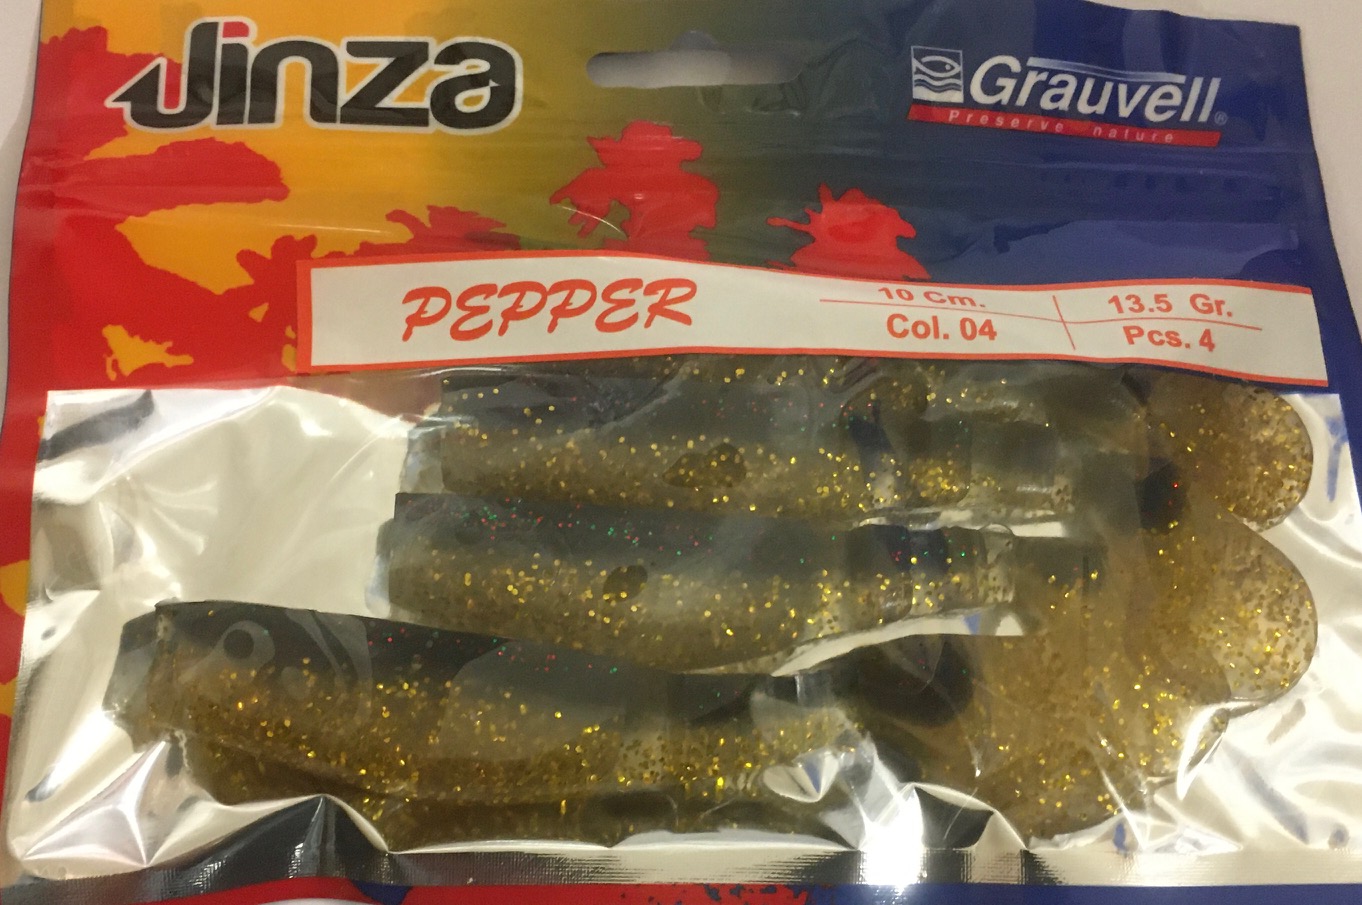 Jinza
Grauvell®
Preserve nature
PEPPER
10 Cm.
Col. 04
13.5 Gr.
Pcs. 4